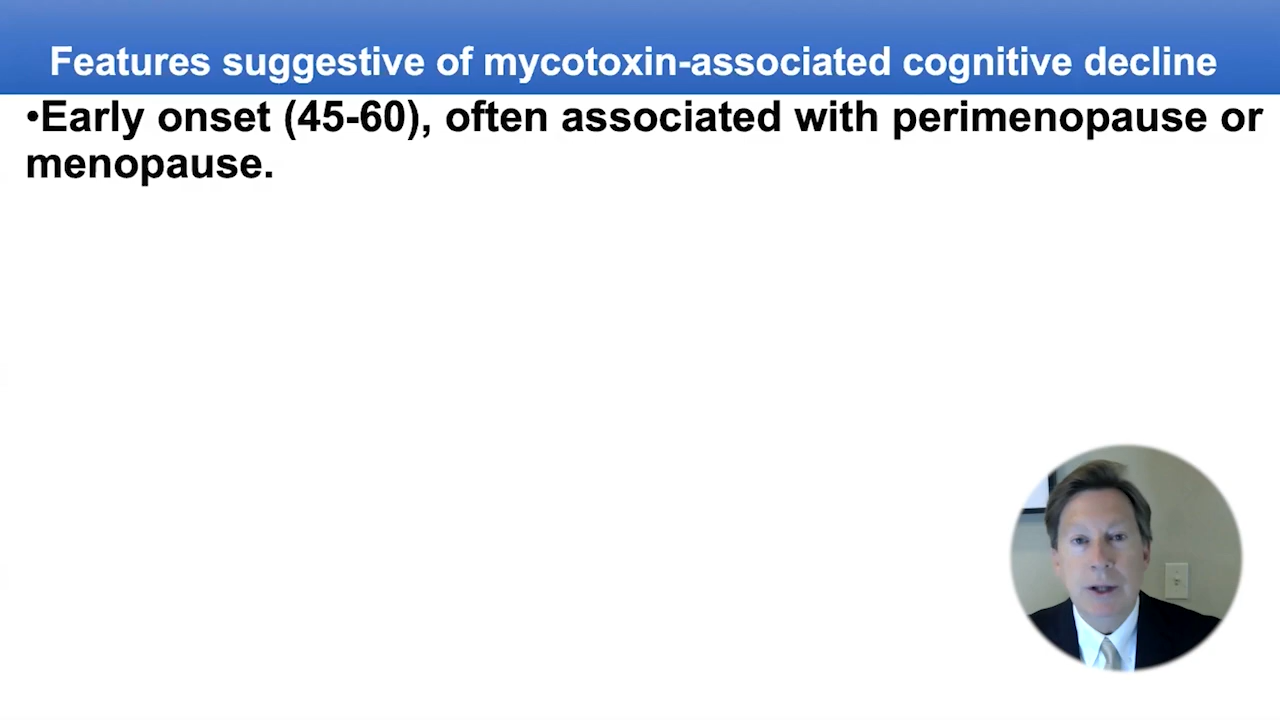 Features suggestive of mycotoxin-associated cognitive decline
•Early onset (45-60), often associated with perimenopause or
menopause.